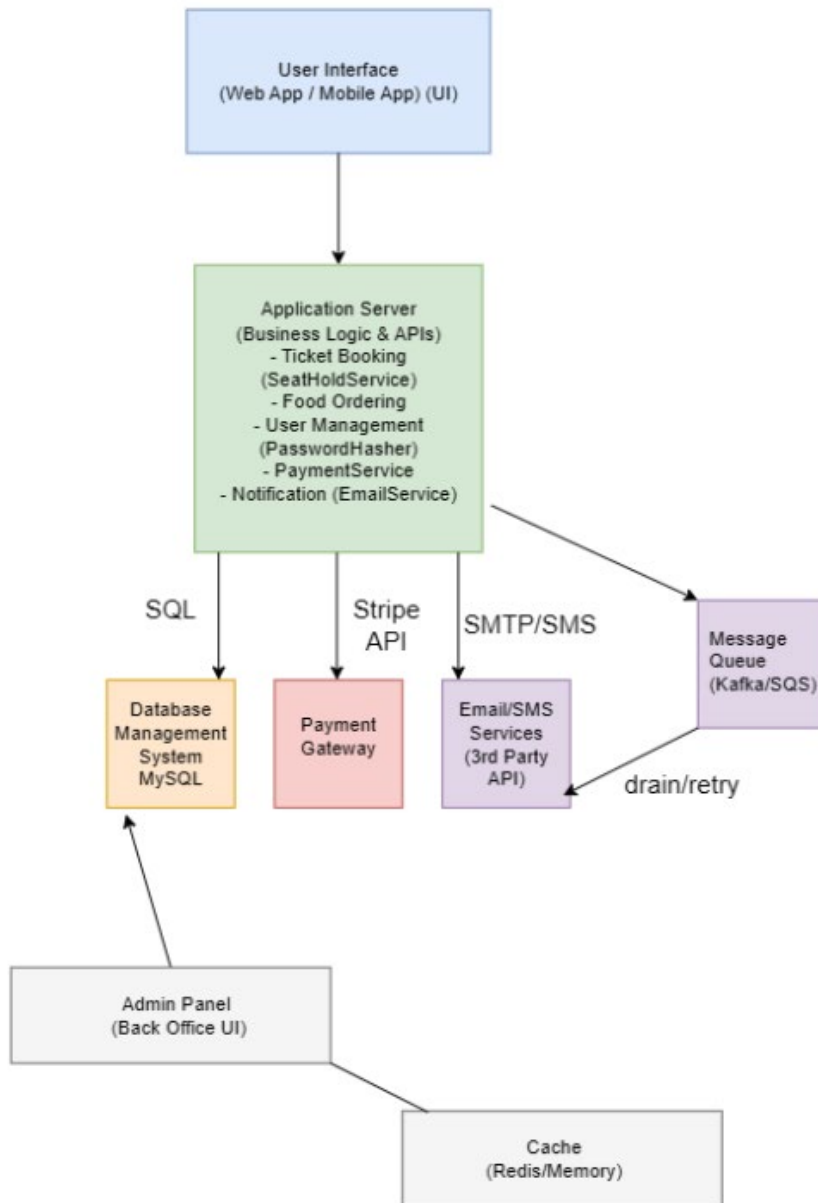 User Interface
(Web App / Mobile App) (UI)
Application Server
(Business Logic & APIs)
- Ticket Booking
(SeatHoldService)
- Food Ordering
- User Management
(PasswordHasher)
- PaymentService
- Notification (EmailService)
SQL
Stripe
API
SMTP/SMS
Message
Queue
(Kafka/SQS)
Database
Management
System
MySQL
Payment
Gateway
Email/SMS
Services
(3rd Party
API)
drain/retry
Admin Panel
(Back Office UI)
Cache
(Redis/Memory)